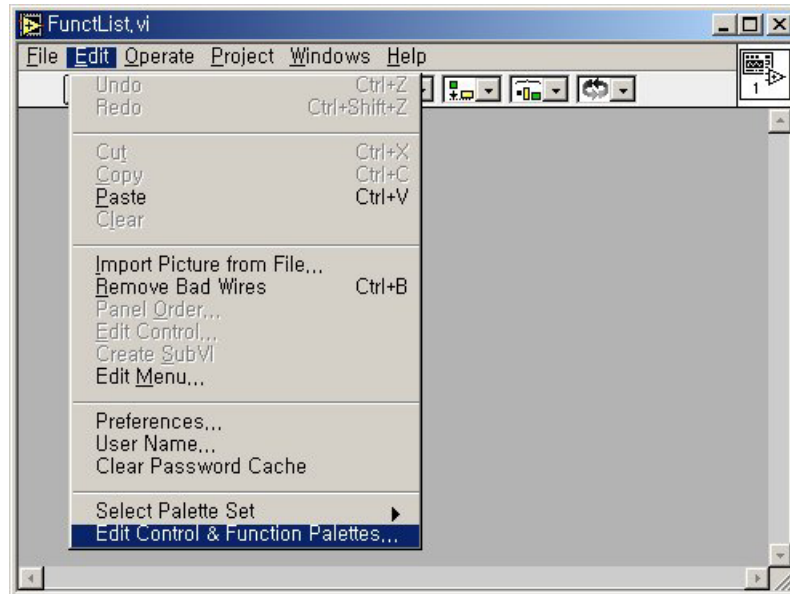 FunctList.vi
File Edit Operate Project Windows Help
1
Undo Ctrl+Z
Redo Ctrl+Shift+Z
Cut Ctrl+X
Copy Ctrl+C
Paste Ctrl+V
Clear
Import Picture from File...
Remove Bad Wires Ctrl+B
Panel Order...
Edit Control...
Create SubVI
Edit Menu...
Preferences...
User Name...
Clear Password Cache
Select Palette Set
Edit Control & Function Palettes...